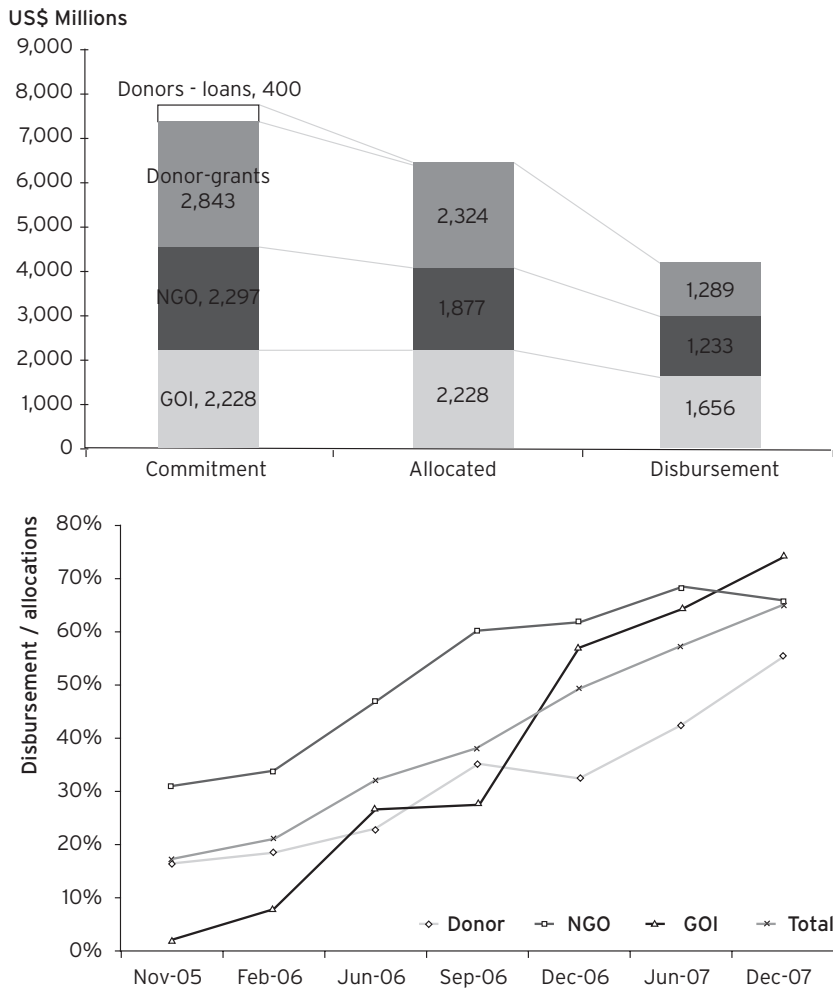 US$ Millions
9,000
8,000
7,000
6,000
5,000
4,000
3,000
2,000
1,000
0
Donors - loans, 400
Donor-grants
2,843
NGO, 2,297
GOI, 2,228
2,324
1,877
2,228
1,289
1,233
1,656
Commitment Allocated Disbursement
Disbursement / allocations
80%
70%
60%
50%
40%
30%
20%
10%
0%
Donor NGO GOI Total
Nov-05 Feb-06 Jun-06 Sep-06 Dec-06 Jun-07 Dec-07